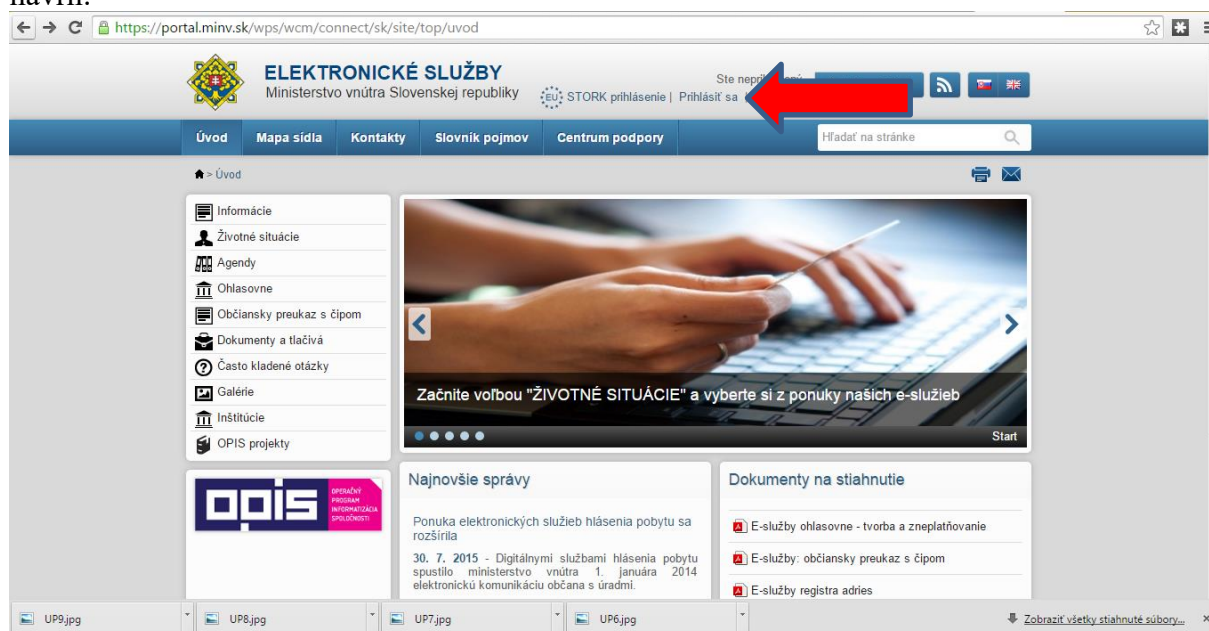 https://portal.minv.sk/wps/wcm/connect/sk/site/top/uvod
ELEKTRONICKÉ SLUŽBY
Ministerstvo vnútra Slovenskej republiky
EU STORK prihlásenie | Prihlásiť sa
Ste
Úvod Mapa sídla Kontakty Slovník pojmov Centrum podpory
Hľadať na stránke
> Úvod
Informácie
Životné situácie
Agendy
Ohlasovne
Občiansky preukaz s čipom
Dokumenty a tlačivá
Často kladené otázky
Galérie
Inštitúcie
OPIS projekty
Začnite voľbou "ŽIVOTNÉ SITUÁCIE" a vyberte si z ponuky našich e-služieb
Start
opis
OPERAČNÝ
PROGRAM
INFORMATIZÁCIA
SPOLOČNOSTI
Najnovšie správy
Ponuka elektronických služieb hlásenia pobytu sa
rozšírila
30. 7. 2015 - Digitálnymi službami hlásenia pobytu
spustilo ministerstvo vnútra 1. januára 2014
elektronickú komunikáciu občana s úradmi.
Dokumenty na stiahnutie
E-služby ohlasovne - tvorba a zneplatňovanie
E-služby: občiansky preukaz s čipom
E-služby registra adries
UP9.jpg UP8.jpg UP7.jpg UP6.jpg
Zobraziť všetky stiahnuté súbory...